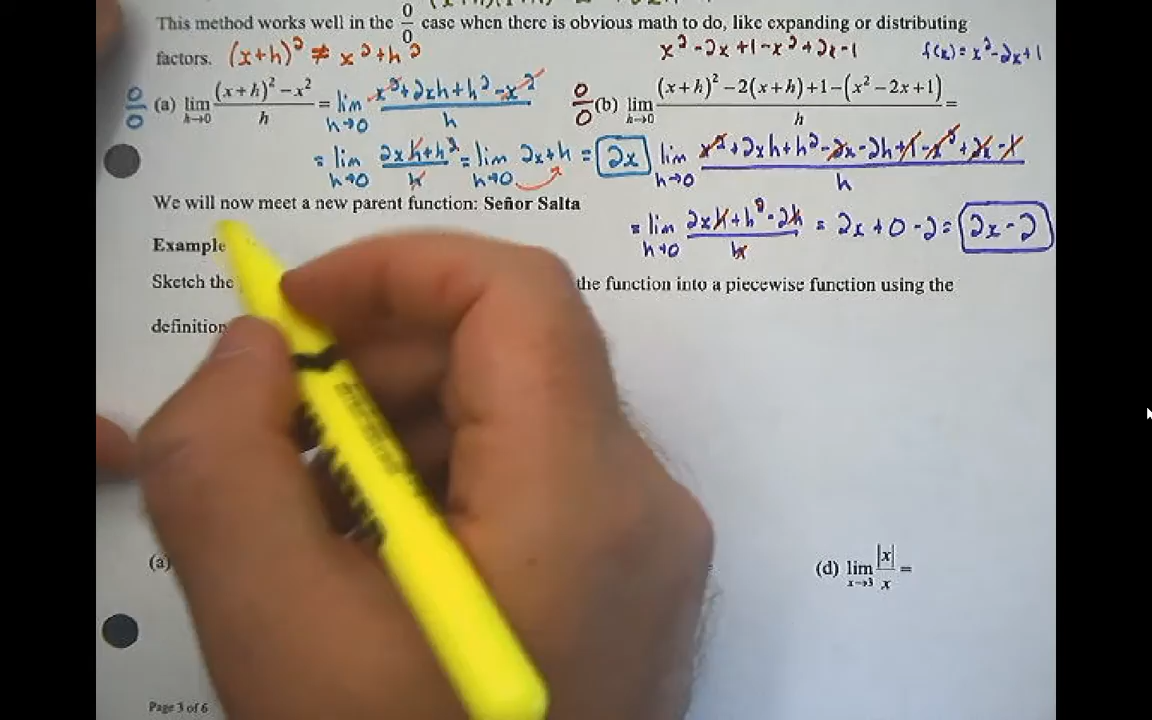 This method works well in the 0/0 case when there is obvious math to do, like expanding or distributing
factors. (x+h)² ≠ x²+h²
x²-2x+1-x²+2x-1
f(x)=x²-2x+1
0/0 (a) lim h→0 ((x+h)²-x²)/h = lim h→0 (x²+2xh+h²-x²)/h
= lim h→0 (2xh+h²)/h = lim h→0 2x+h = 2x
0/0 (b) lim h→0 ((x+h)²-2(x+h)+1-(x²-2x+1))/h =
lim h→0 (x²+2xh+h²-2x-2h+1-x²+2x-1)/h
= lim h→0 (2xh+h²-2h)/h = 2x+0-2= 2x-2
We will now meet a new parent function: Señor Salta
Example
Sketch the the function into a piecewise function using the
definition
(a)
(d) lim x→3 |x|/x =
Page 3 of 6